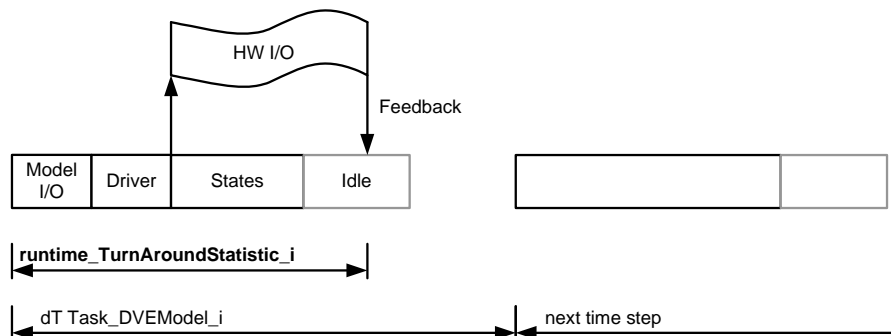 HW I/O
Feedback
Model
I/O
Driver
States
Idle
runtime_TurnAroundStatistic_i
dT Task_DVEModel_i
next time step